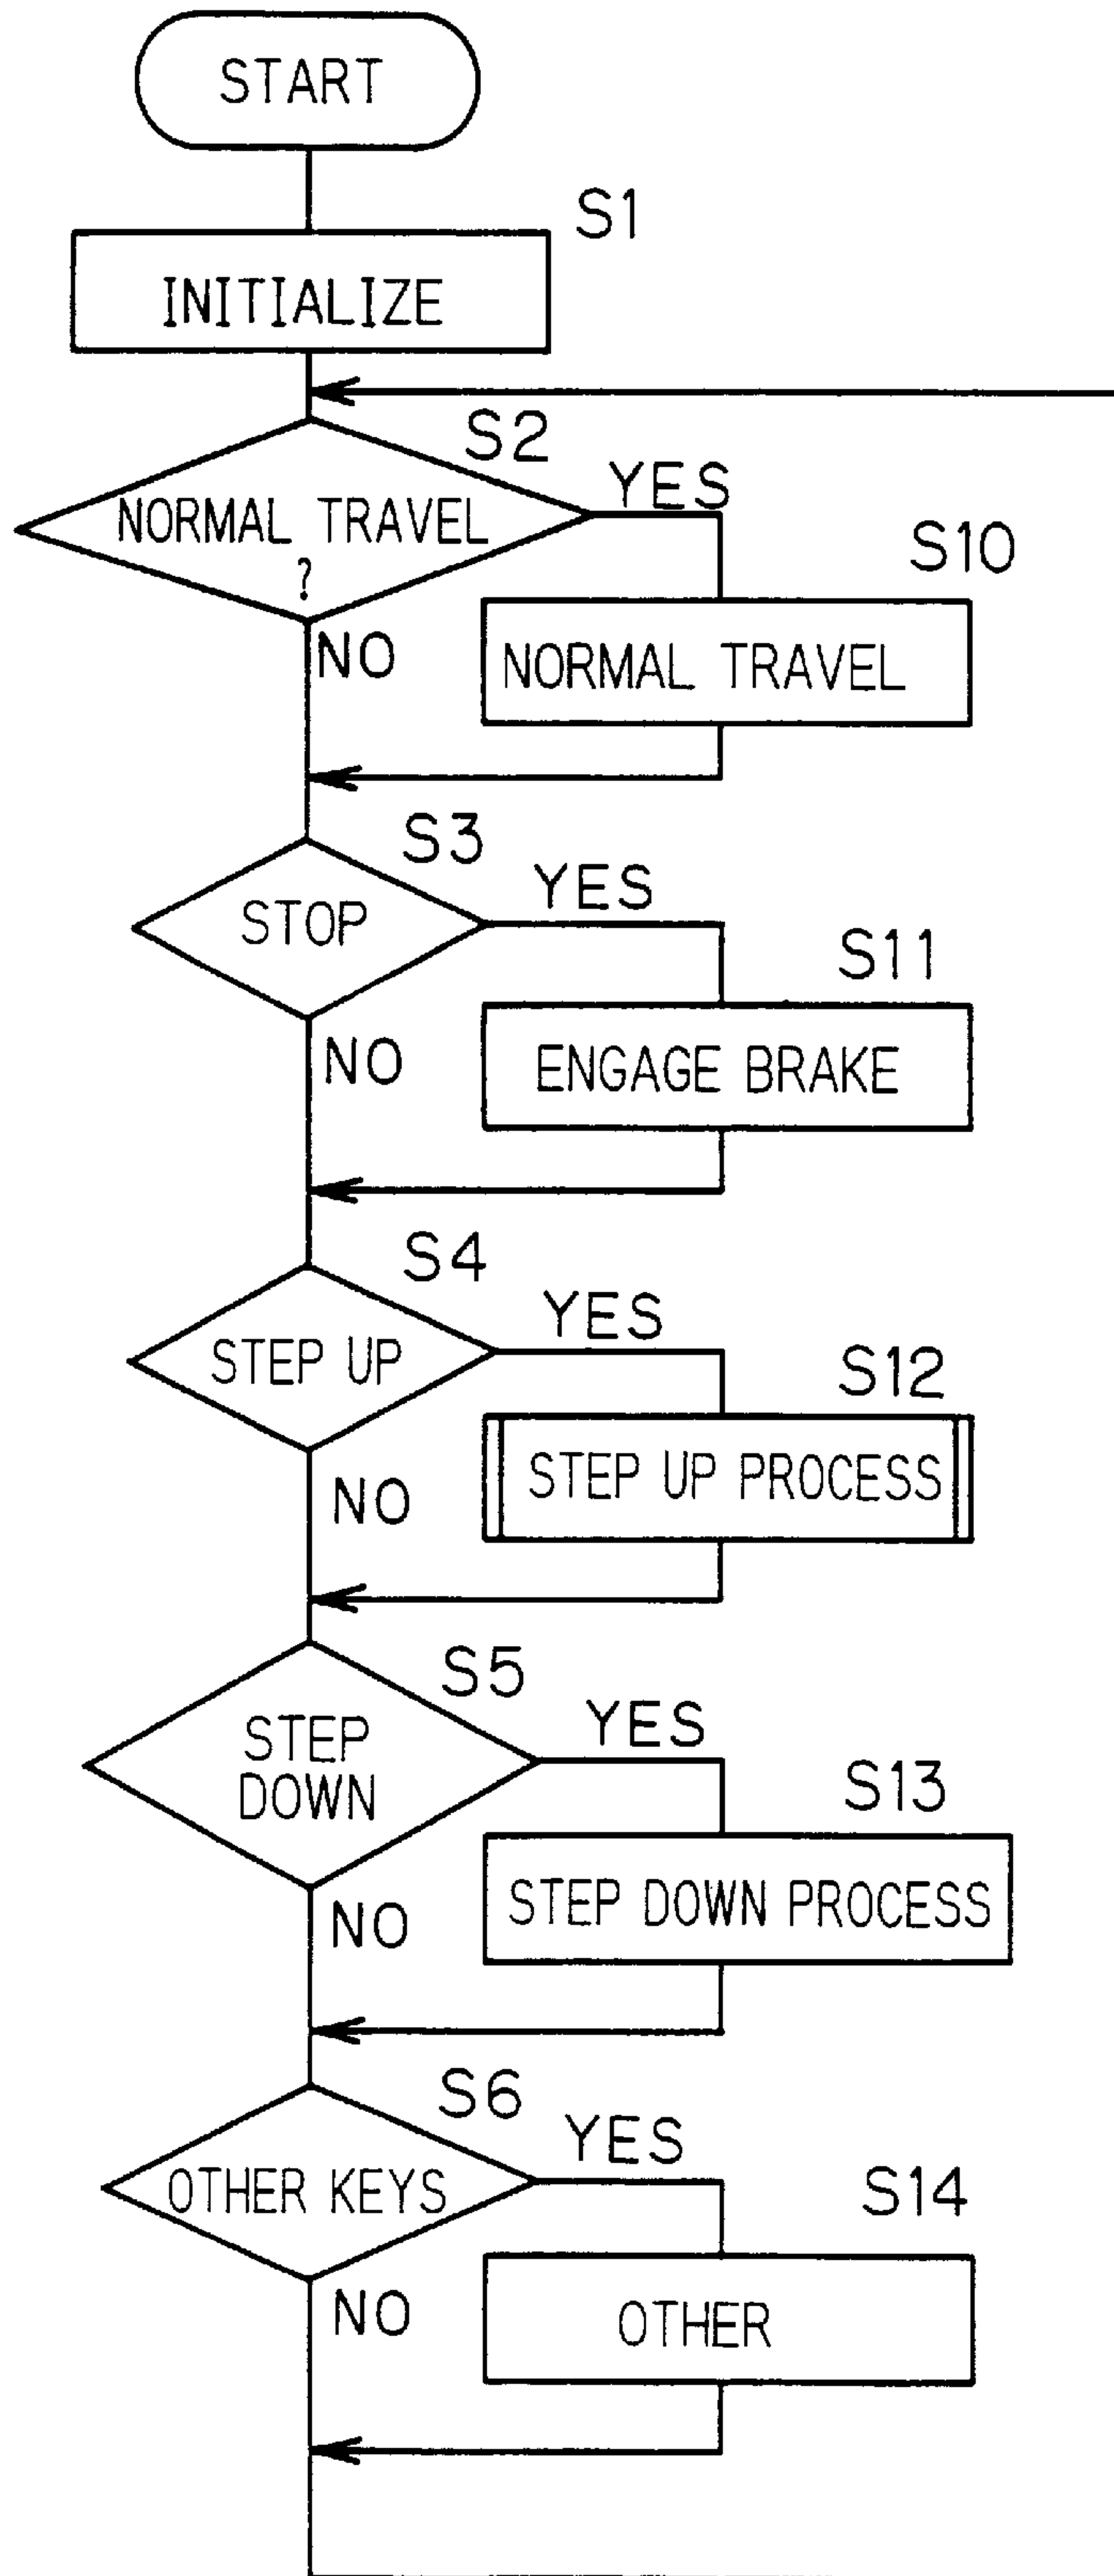 START
S1
INITIALIZE
S2
NORMAL TRAVEL
?
YES
NO
S10
NORMAL TRAVEL
S3
STOP
YES
NO
S11
ENGAGE BRAKE
S4
STEP UP
YES
NO
S12
STEP UP PROCESS
S5
STEP
DOWN
YES
NO
S13
STEP DOWN PROCESS
S6
OTHER KEYS
YES
NO
S14
OTHER